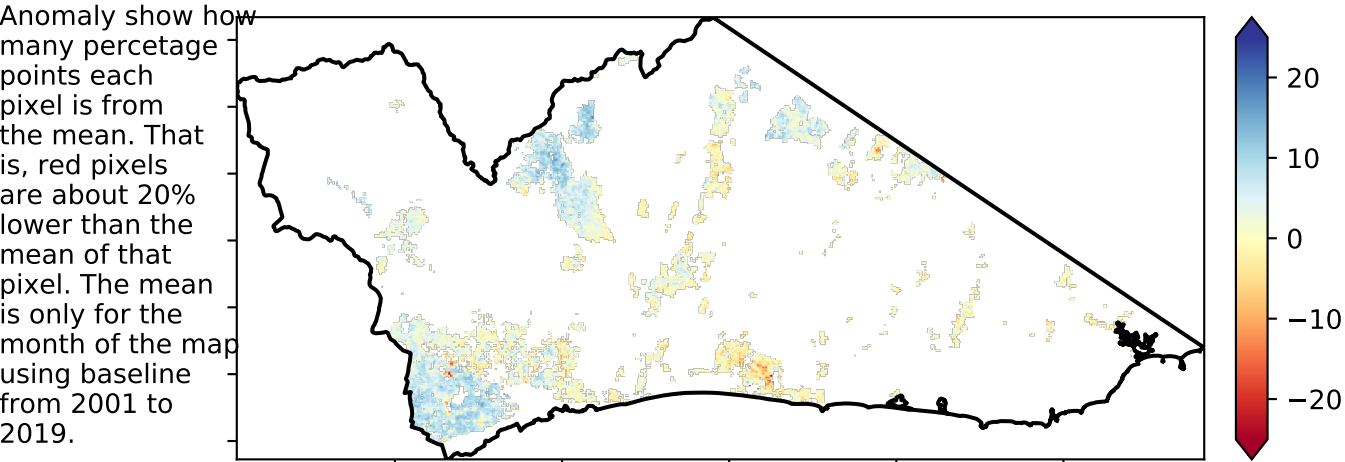 Anomaly show how
many percetage
points each
pixel is from
the mean. That
is, red pixels
are about 20%
lower than the
mean of that
pixel. The mean
is only for the
month of the map
using baseline
from 2001 to
2019.
20
10
0
−10
−20